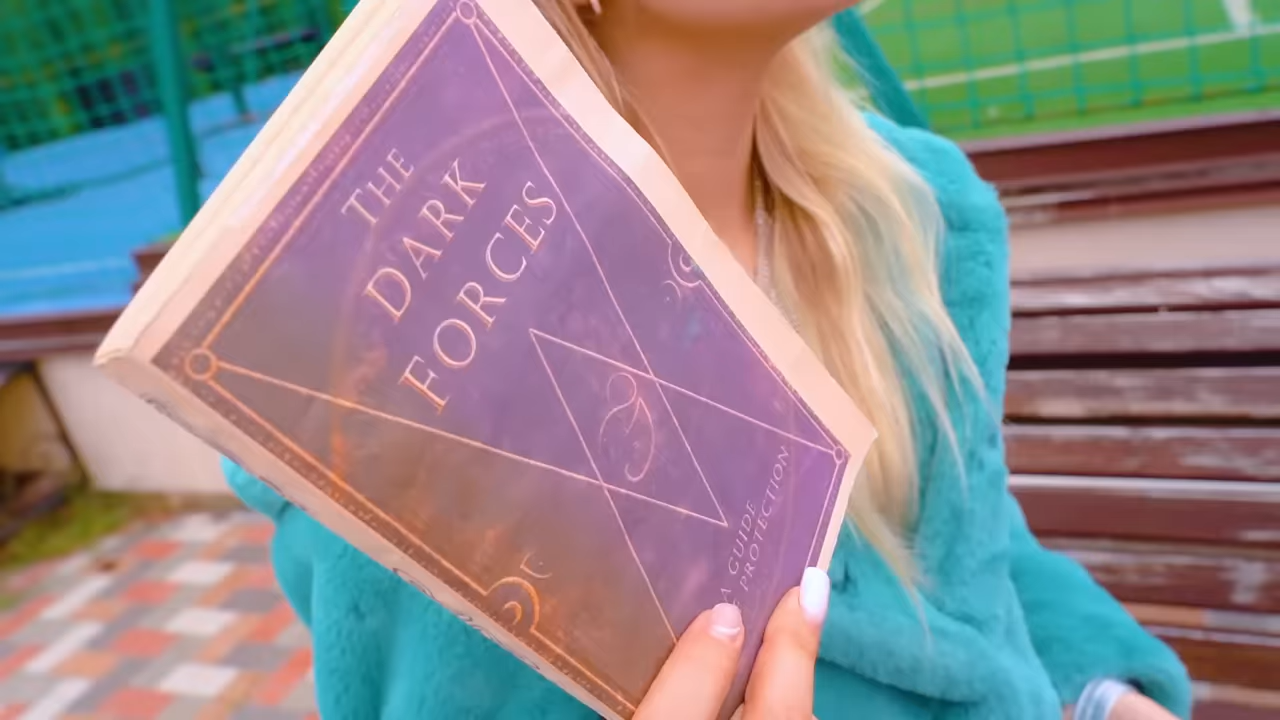 THE
DARK
FORCES
A GUIDE
PROTECTION